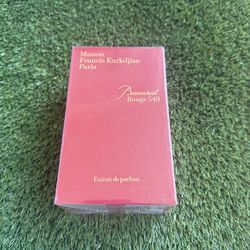 Maison
Francis Kurkdjian
Paris
Baccarat
Rouge 540
Extrait de parfum